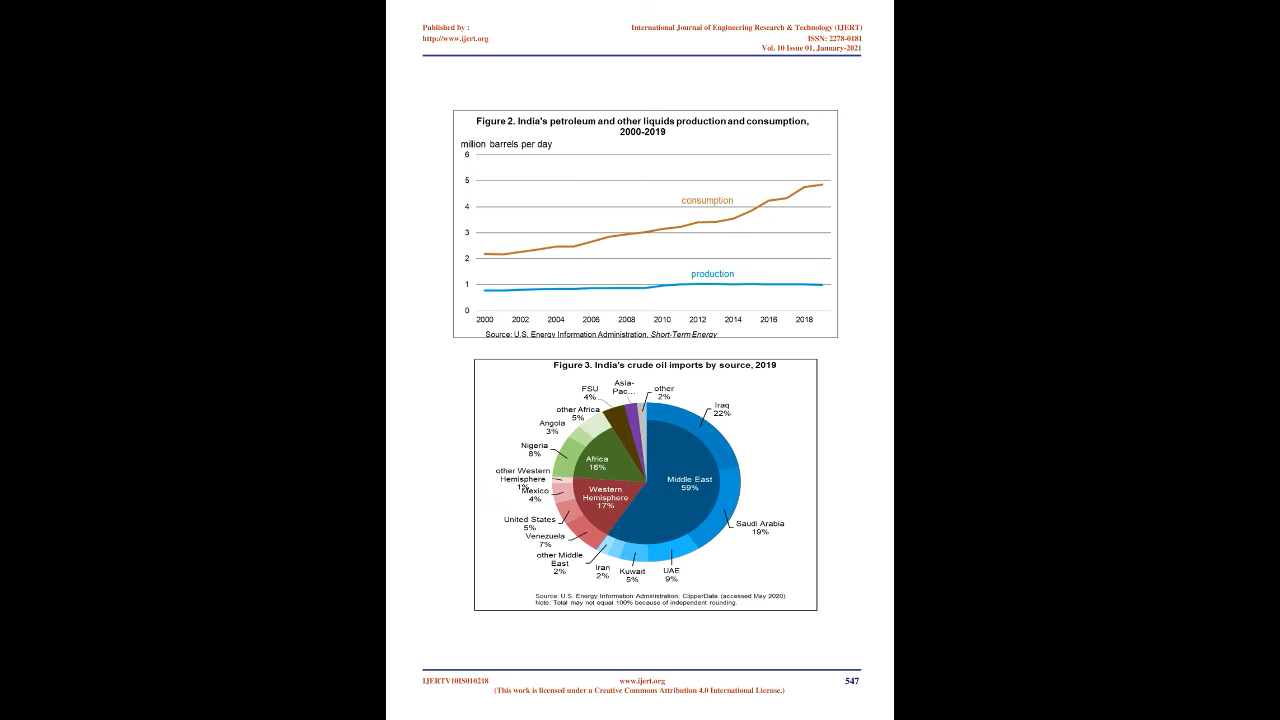 Published by :
http://www.ijert.org
International Journal of Engineering Research & Technology (IJERT)
ISSN: 2278-0181
Vol. 10 Issue 01, January-2021
Figure 2. India's petroleum and other liquids production and consumption,
2000-2019
million barrels per day
6
5
4
3
2
1
0
consumption
production
2000 2002 2004 2006 2008 2010 2012 2014 2016 2018
Source: U.S. Energy Information Administration, Short-Term Energy
Figure 3. India's crude oil imports by source, 2019
FSU
4%
Asia-
Pac...
other
2%
Iraq
22%
other Africa
5%
Angola
3%
Nigeria
8%
Africa
16%
other Western
Hemisphere
1%
Mexico
4%
Western
Hemisphere
17%
Middle East
59%
United States
5%
Venezuela
7%
Saudi Arabia
19%
other Middle
East
2%
Iran
2%
Kuwait
5%
UAE
9%
Source: U.S. Energy Information Administration, ClipperData (accessed May 2020)
Note: Total may not equal 100% because of independent rounding.
IJERTV10IS010218
www.ijert.org
547
(This work is licensed under a Creative Commons Attribution 4.0 International License.)